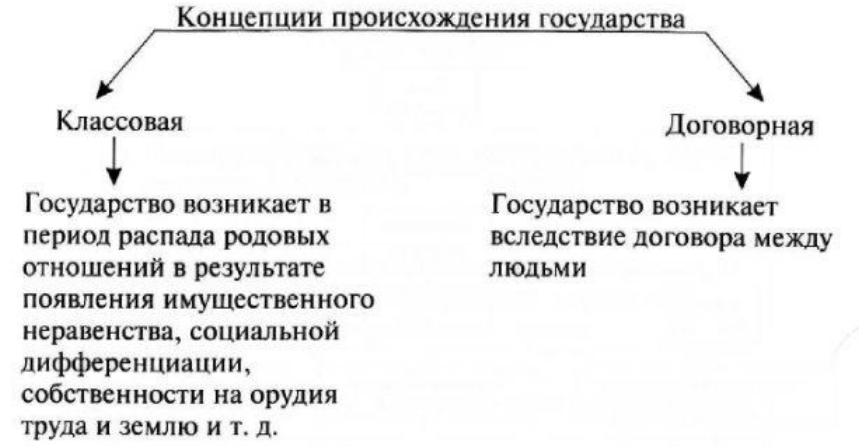 Концепции происхождения государства
Классовая
Договорная
Государство возникает в
период распада родовых
отношений в результате
появления имущественного
неравенства, социальной
дифференциации,
собственности на орудия
труда и землю и т. д.
Государство возникает
вследствие договора между
людьми